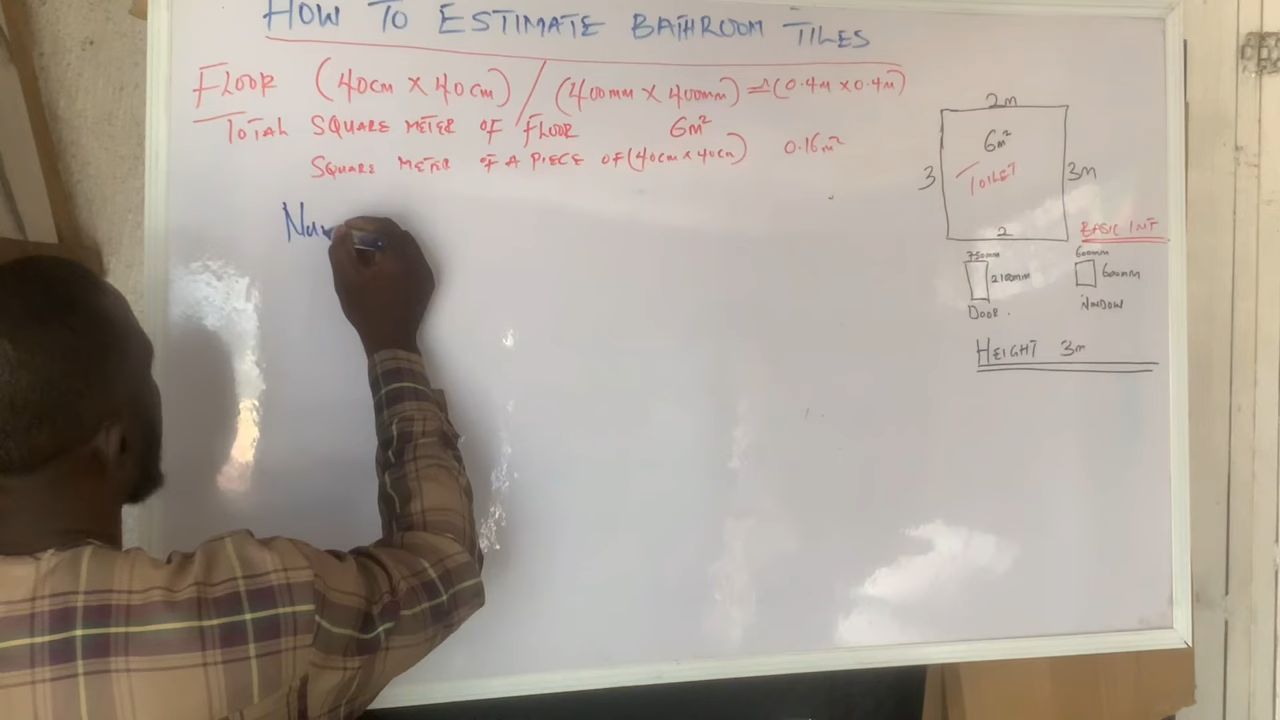 HOW TO ESTIMATE BATHROOM TILES
FLOOR (40cm x 40cm) / (400mm x 400mm) = (0.4m x 0.4m)
TOTAL SQUARE METER OF FLOOR 6m²
SQUARE METER OF A PIECE OF (40cm x 40cm) 0.16m²
Num
2m
6m²
TOILET
3
3m
2
BASIC INF
750mm
2100mm
DOOR.
600mm
600mm
WINDOW
HEIGHT 3m